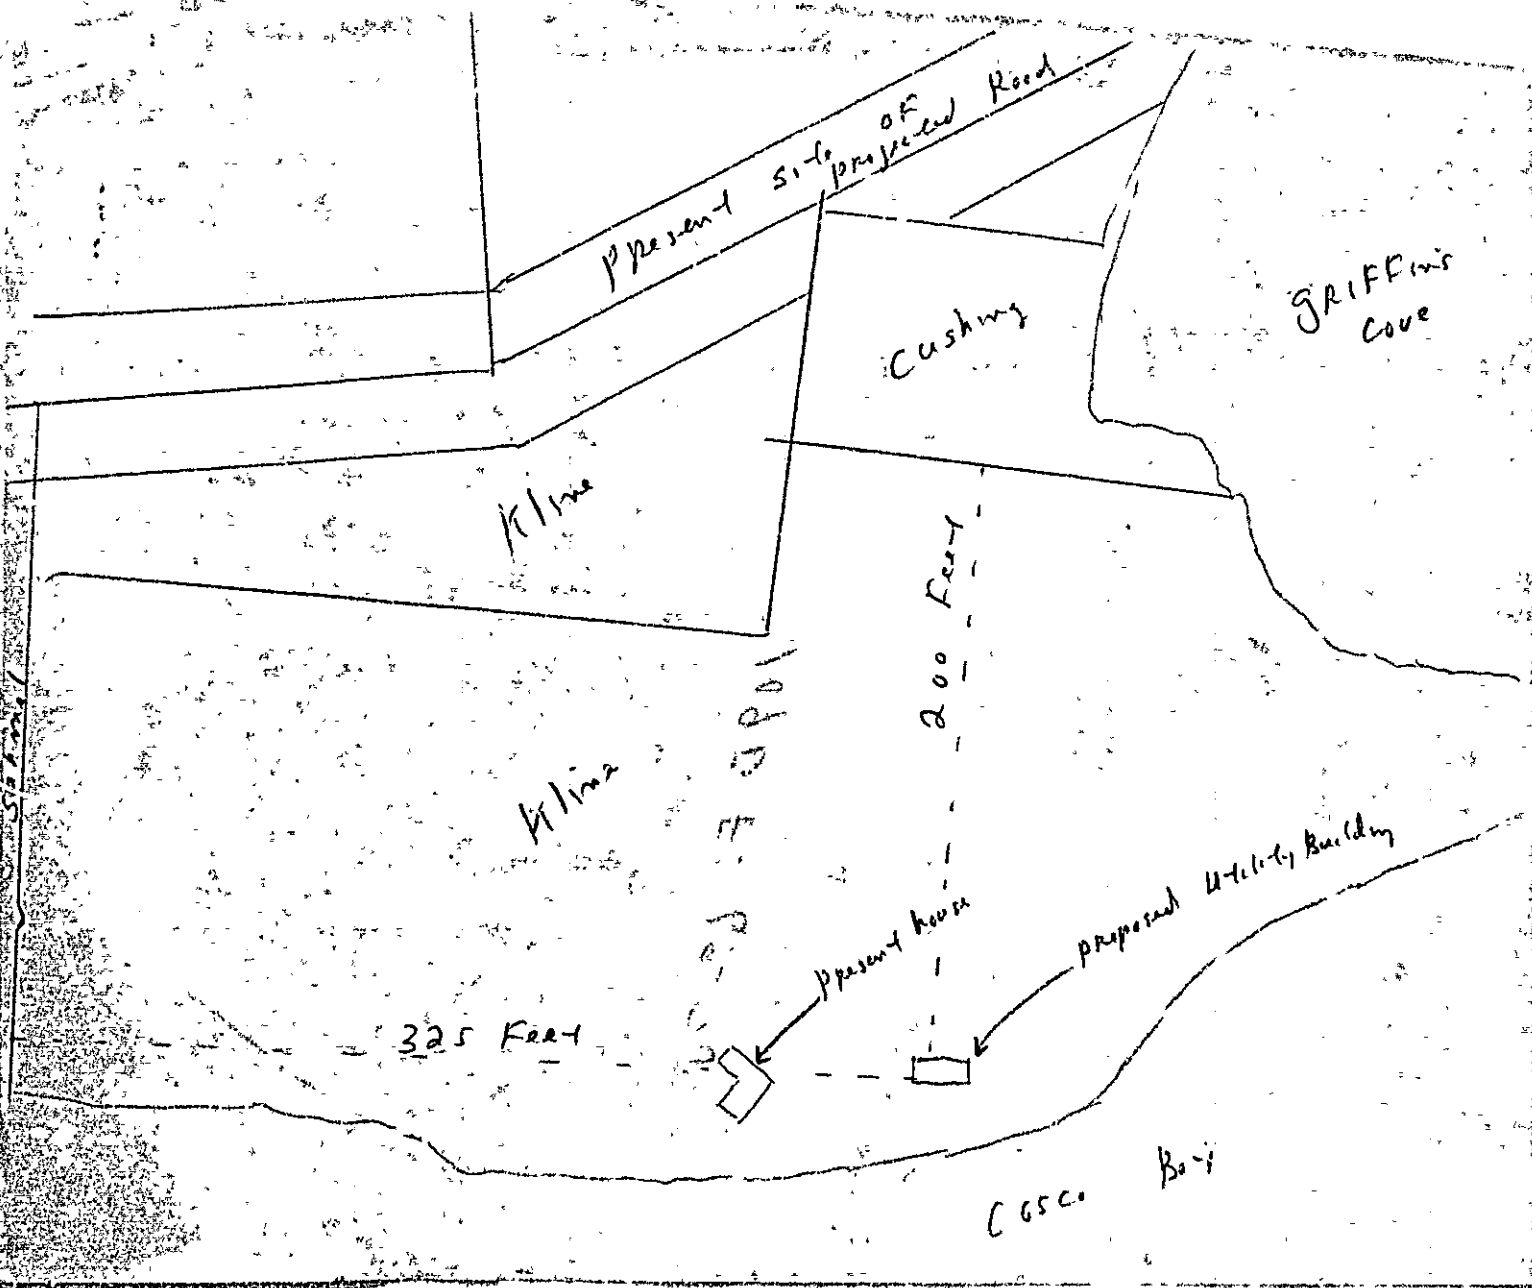 Present Site of
projected Road
GRIFFin's
Cove
Cushing
Kline
200 Feet
Kline
present house
proposed Utility Building
325 Feet
Casco Bay